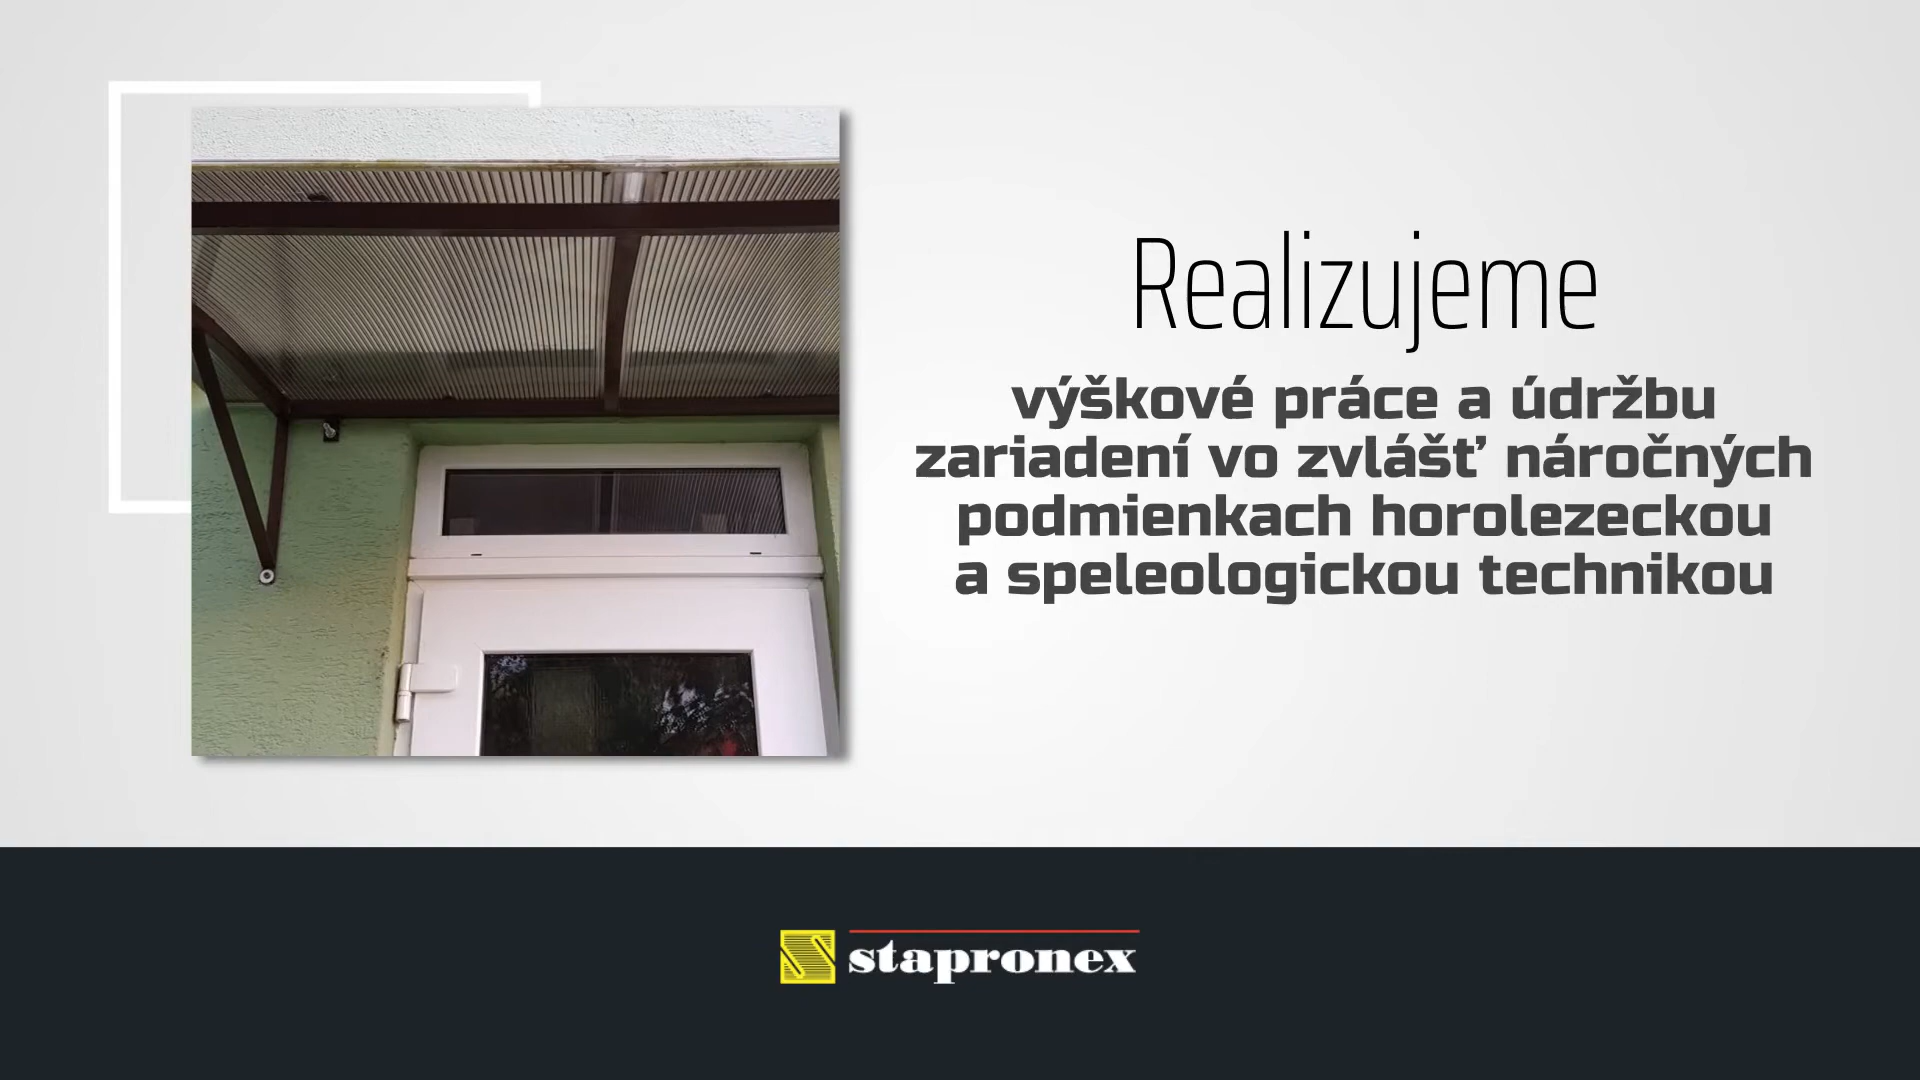 Realizujeme
výškové práce a údržbu
zariadení vo zvlášť náročných
podmienkach horolezeckou
a speleologickou technikou
stapronex